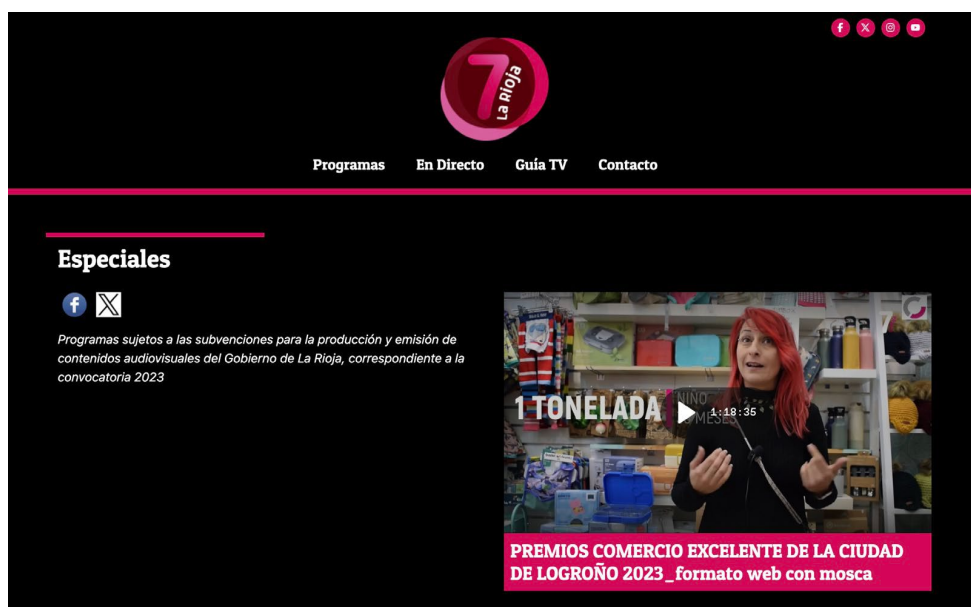 7
La Rioja
Programas En Directo Guía TV Contacto
Especiales
Programas sujetos a las subvenciones para la producción y emisión de
contenidos audiovisuales del Gobierno de La Rioja, correspondiente a la
convocatoria 2023
1 TONELADA
NIÑO
MESES
1:18:35
PREMIOS COMERCIO EXCELENTE DE LA CIUDAD
DE LOGROÑO 2023_formato web con mosca